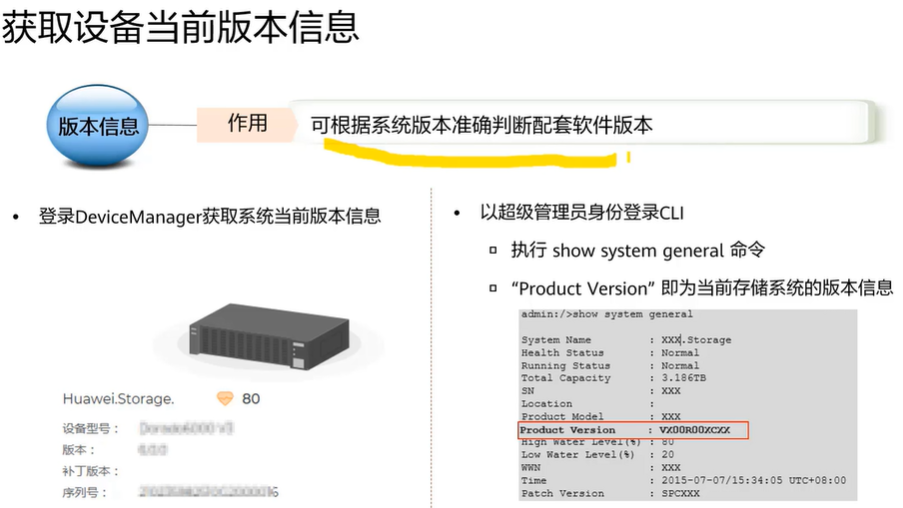 获取设备当前版本信息
版本信息
作用
可根据系统版本准确判断配套软件版本
• 登录DeviceManager获取系统当前版本信息
Huawei.Storage. 80
设备型号：
版本：
补丁版本：
序列号：
• 以超级管理员身份登录CLI
执行 show system general 命令
“Product Version” 即为当前存储系统的版本信息
admin:/>show system general
System Name : XXX.Storage
Health Status : Normal
Running Status : Normal
Total Capacity : 3.186TB
SN : XXX
Location :
Product Model : XXX
Product Version : VX00R00XCXX
High Water Level(%) : 80
Low Water Level(%) : 20
WWN : XXX
Time : 2015-07-07/15:34:05 UTC+08:00
Patch Version : SPCXXX